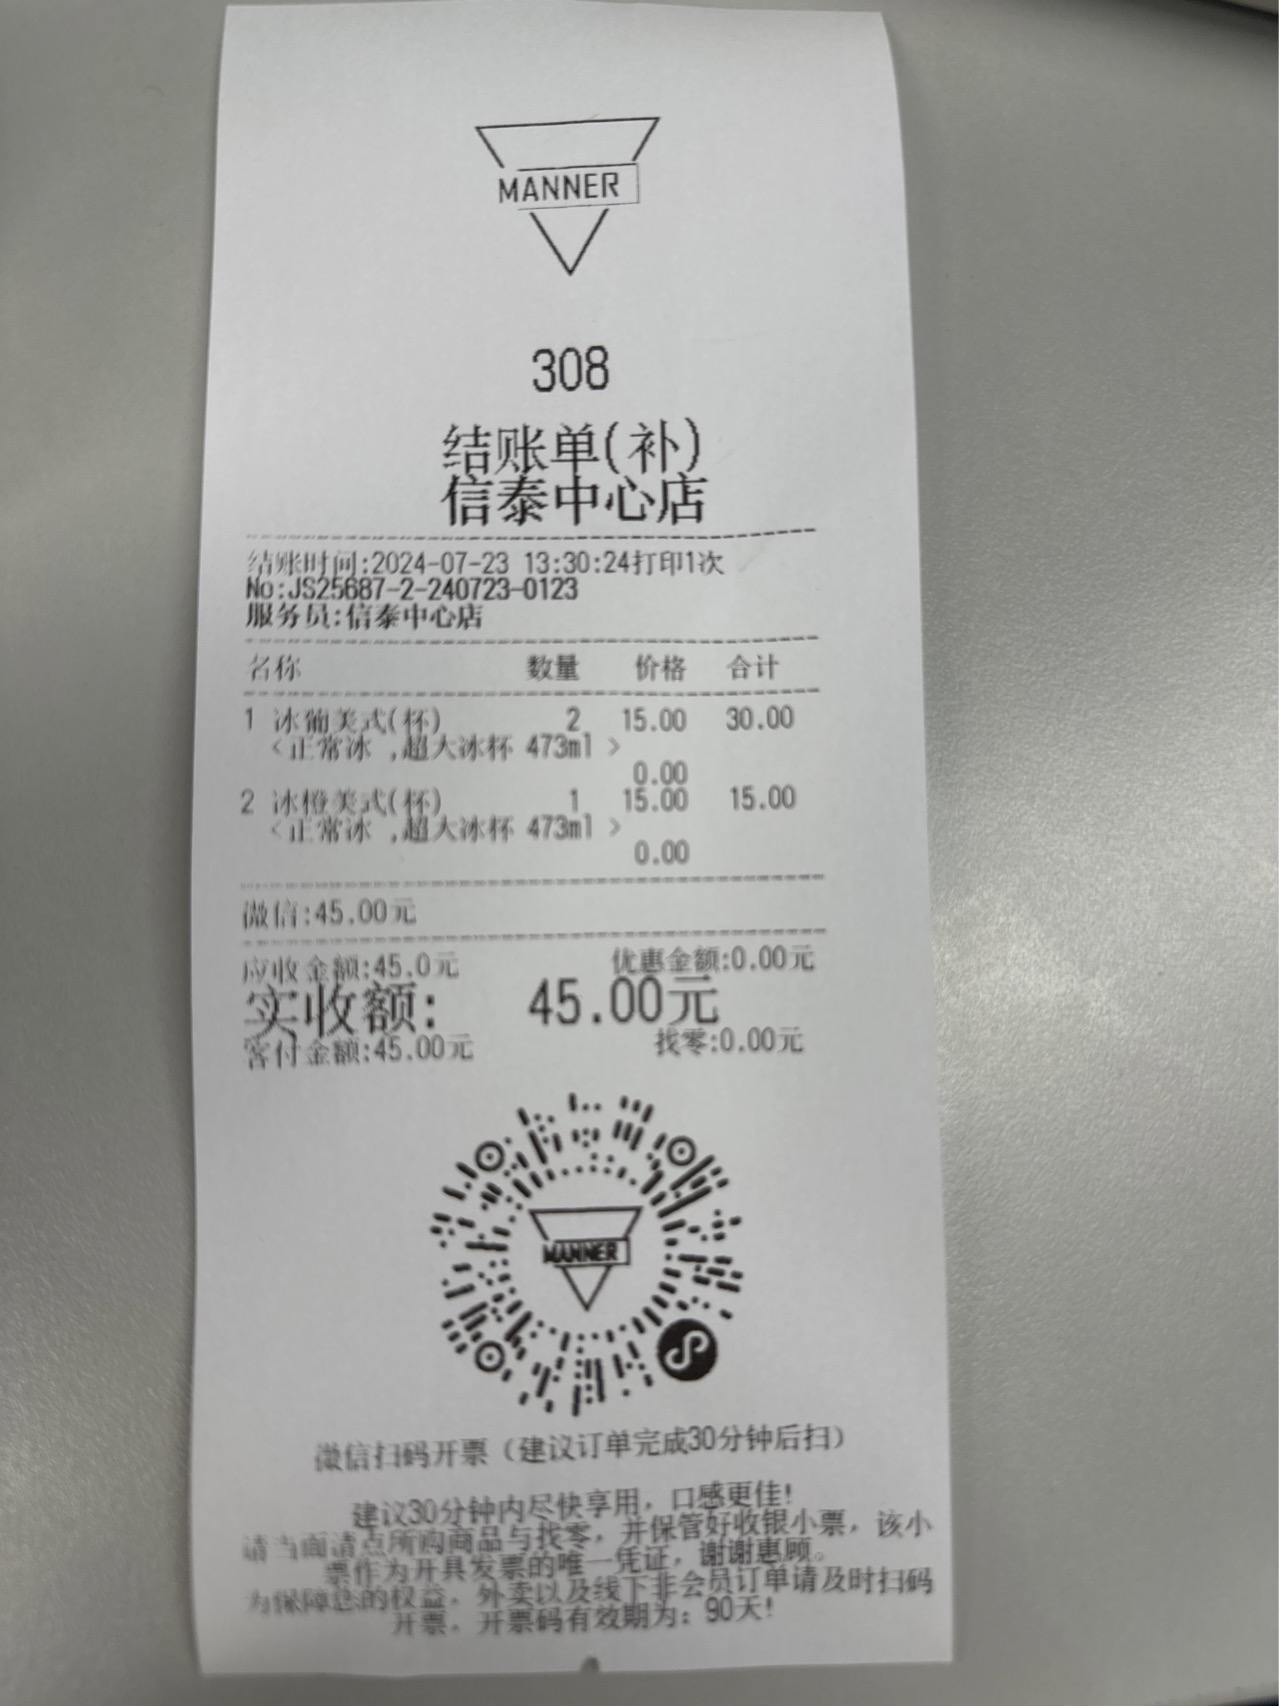 MANNER
308
结账单(补)
信泰中心店
结账时间:2024-07-23 13:30:24打印1次
No:JS25687-2-240723-0123
服务员:信泰中心店
名称 数量 价格 合计
1 冰葡美式(杯) 2 15.00 30.00
<正常冰 ,超大冰杯 473ml >
0.00
2 冰橙美式(杯) 1 15.00 15.00
<正常冰 ,超大冰杯 473ml >
0.00
微信:45.00元
应收金额:45.0元 优惠金额:0.00元
实收额: 45.00元
客付金额:45.00元 找零:0.00元
MANNER
微信扫码开票（建议订单完成30分钟后扫）
建议30分钟内尽快享用，口感更佳！
请当面请点所购商品与找零，并保管好收银小票，该小
票作为开具发票的唯一凭证，谢谢惠顾。
为保障您的权益，外卖以及线下非会员订单请及时扫码
开票。开票码有效期为：90天！